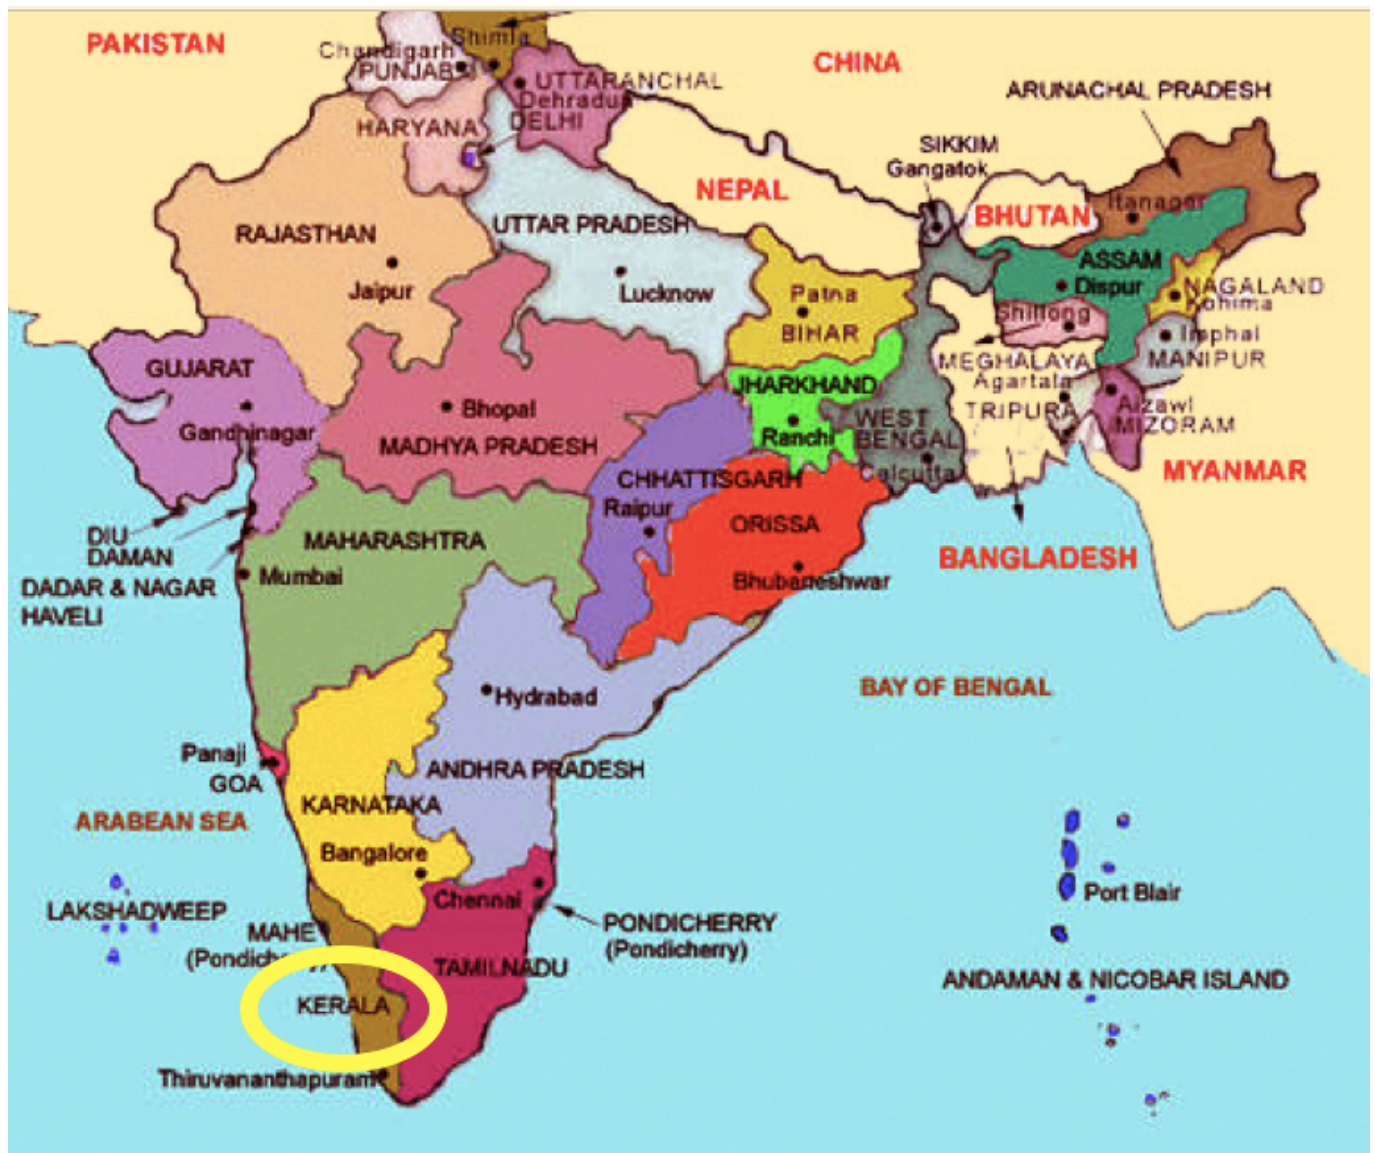 PAKISTAN
Shimla
Chandigarh
PUNJAB
CHINA
UTTARANCHAL
Dehradun
DELHI
HARYANA
ARUNACHAL PRADESH
SIKKIM
Gangatok
NEPAL
BHUTAN
Itanagar
RAJASTHAN
Jaipur
UTTAR PRADESH
Lucknow
ASSAM
Dispur
NAGALAND
Kohima
Patna
BIHAR
Shillong
Imphal
MANIPUR
MEGHALAYA
Agartala
TRIPURA
Aizawl
MIZORAM
GUJARAT
Gandhinagar
Bhopal
MADHYA PRADESH
JHARKHAND
Ranchi
WEST
BENGAL
Calcutta
MYANMAR
CHHATTISGARH
Raipur
ORISSA
Bhubaneshwar
BANGLADESH
DIU
DAMAN
DADAR & NAGAR
HAVELI
MAHARASHTRA
Mumbai
Hydrabad
BAY OF BENGAL
Panaji
GOA
ANDHRA PRADESH
KARNATAKA
Bangalore
ARABEAN SEA
LAKSHADWEEP
Chennai
Port Blair
MAHE
(Pondicherry)
PONDICHERRY
(Pondicherry)
TAMILNADU
ANDAMAN & NICOBAR ISLAND
KERALA
Thiruvananthapuram